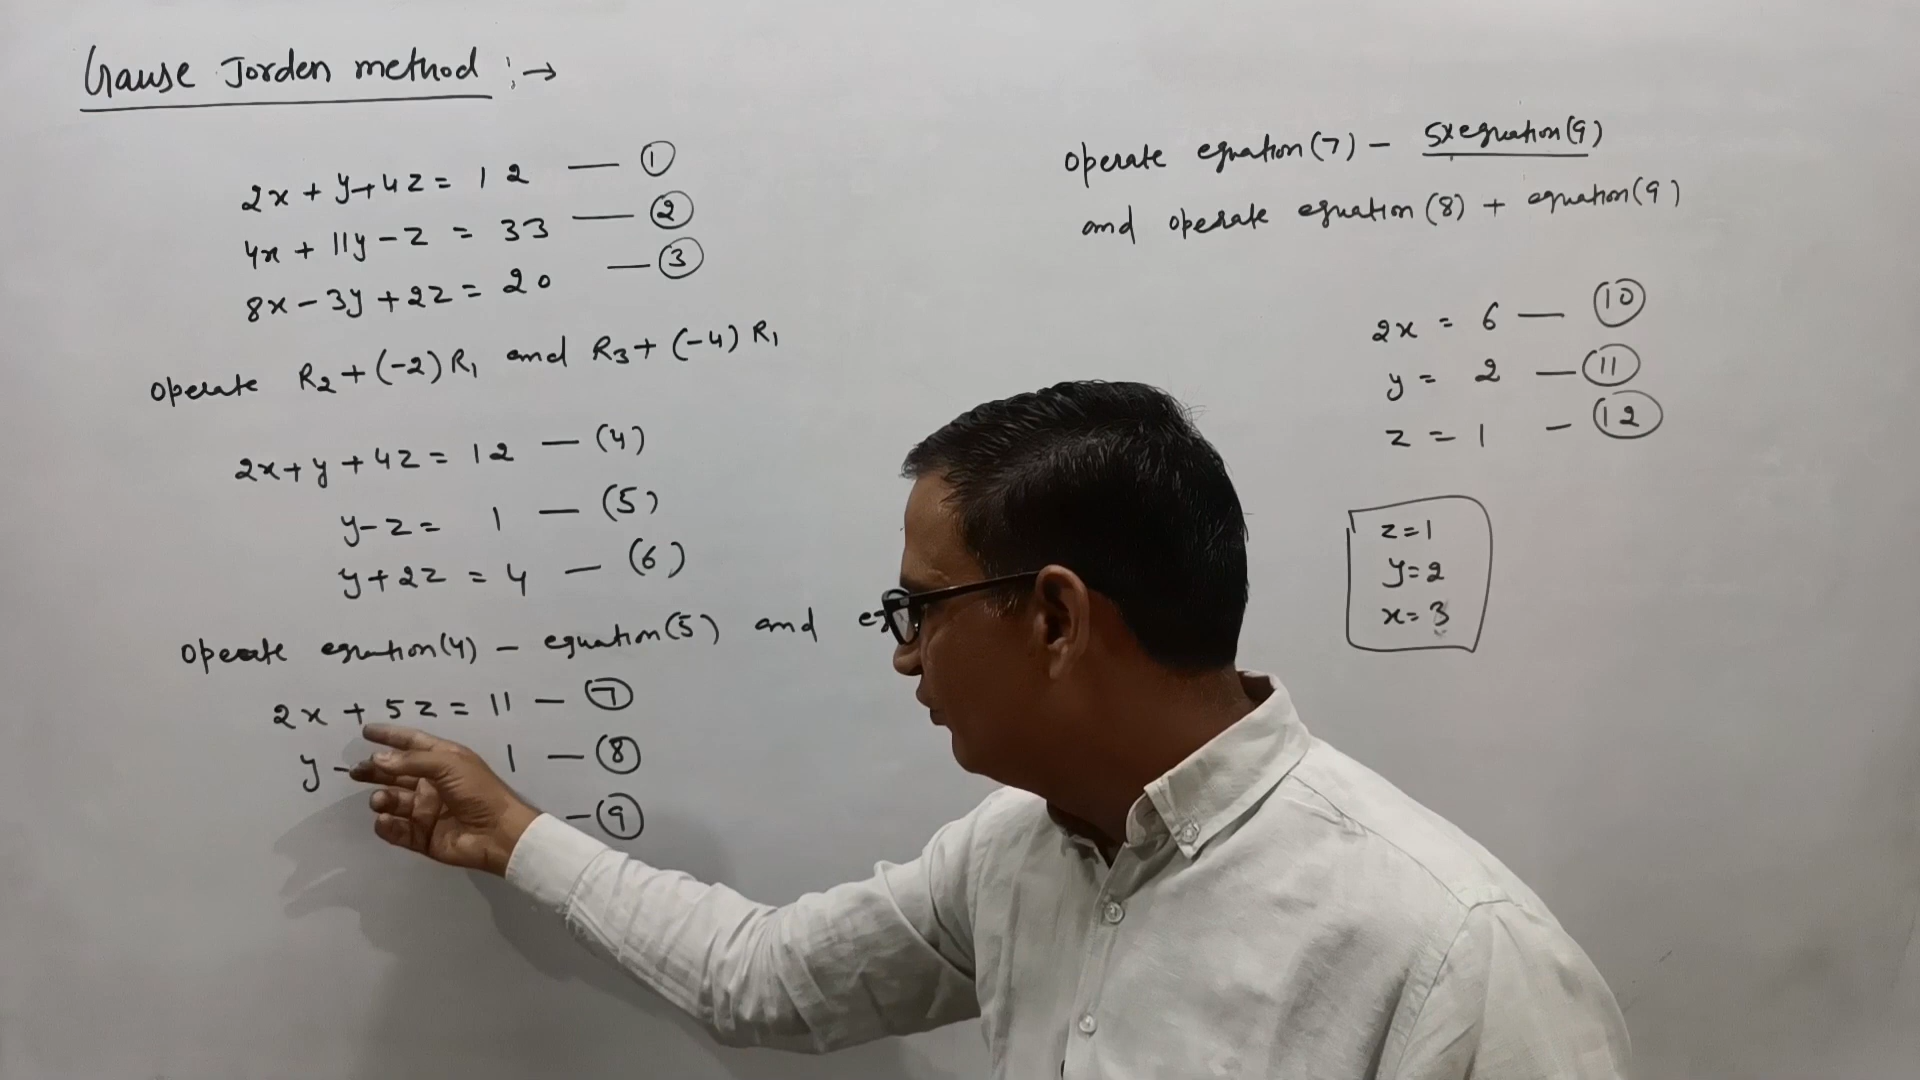 Gause Jorden method :→
2x + y + 4z = 12 — ①
4x + 11y - z = 33 — ②
8x - 3y + 2z = 20 — ③
Operate R₂ + (-2) R₁ and R₃ + (-4) R₁
2x + y + 4z = 12 — (4)
y - z = 1 — (5)
y + 2z = 4 — (6)
Operate equation(4) - equation(5) and
2x + 5z = 11 — ⑦
y - 1 — ⑧
— ⑨
Operate equation(7) - 5x equation(9)
and operate equation (8) + equation(9)
2x = 6 — ⑩
y = 2 — ⑪
z = 1 — ⑫
z = 1
y = 2
x = 3